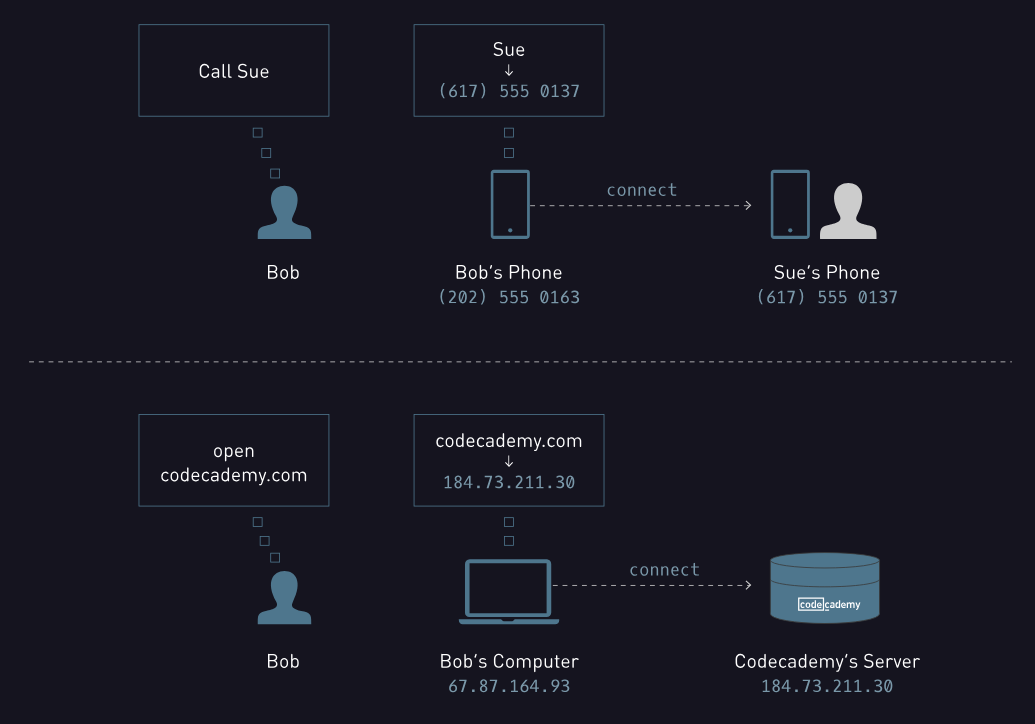 Call Sue
Sue
↓
(617) 555 0137
connect
Bob
Bob's Phone
(202) 555 0163
Sue's Phone
(617) 555 0137
open
codecademy.com
codecademy.com
↓
184.73.211.30
connect
codecademy
Bob
Bob's Computer
67.87.164.93
Codecademy's Server
184.73.211.30